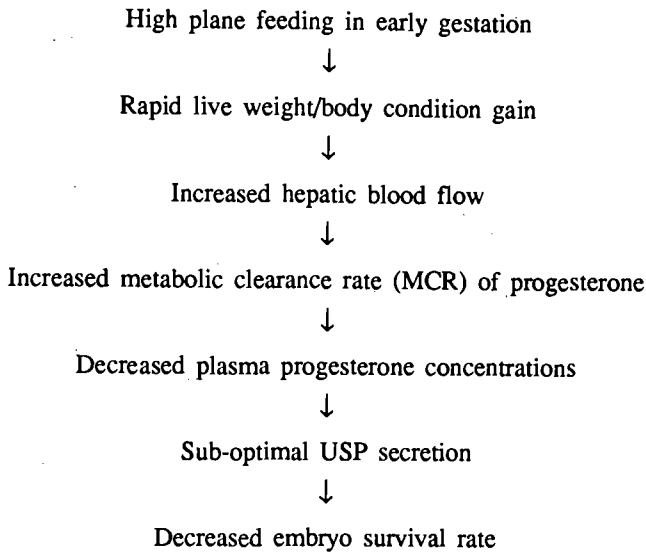 High plane feeding in early gestation
↓
Rapid live weight/body condition gain
↓
Increased hepatic blood flow
↓
Increased metabolic clearance rate (MCR) of progesterone
↓
Decreased plasma progesterone concentrations
↓
Sub-optimal USP secretion
↓
Decreased embryo survival rate